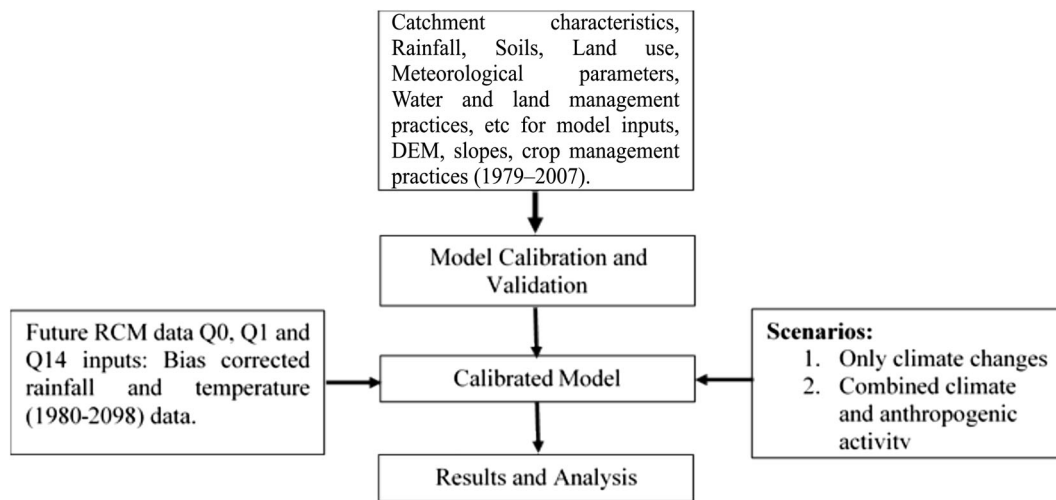 Catchment characteristics,
Rainfall, Soils, Land use,
Meteorological parameters,
Water and land management
practices, etc for model inputs,
DEM, slopes, crop management
practices (1979–2007).
Model Calibration and
Validation
Future RCM data Q0, Q1 and
Q14 inputs: Bias corrected
rainfall and temperature
(1980-2098) data.
Calibrated Model
Scenarios:
1. Only climate changes
2. Combined climate
and anthropogenic
activity
Results and Analysis